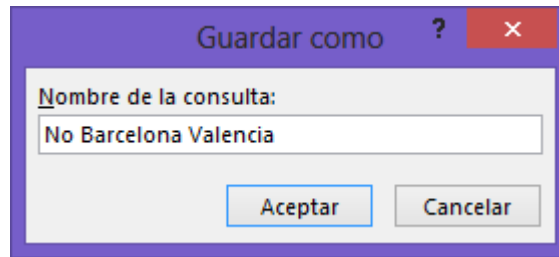 Guardar como ? ×
Nombre de la consulta:
No Barcelona Valencia
Aceptar Cancelar